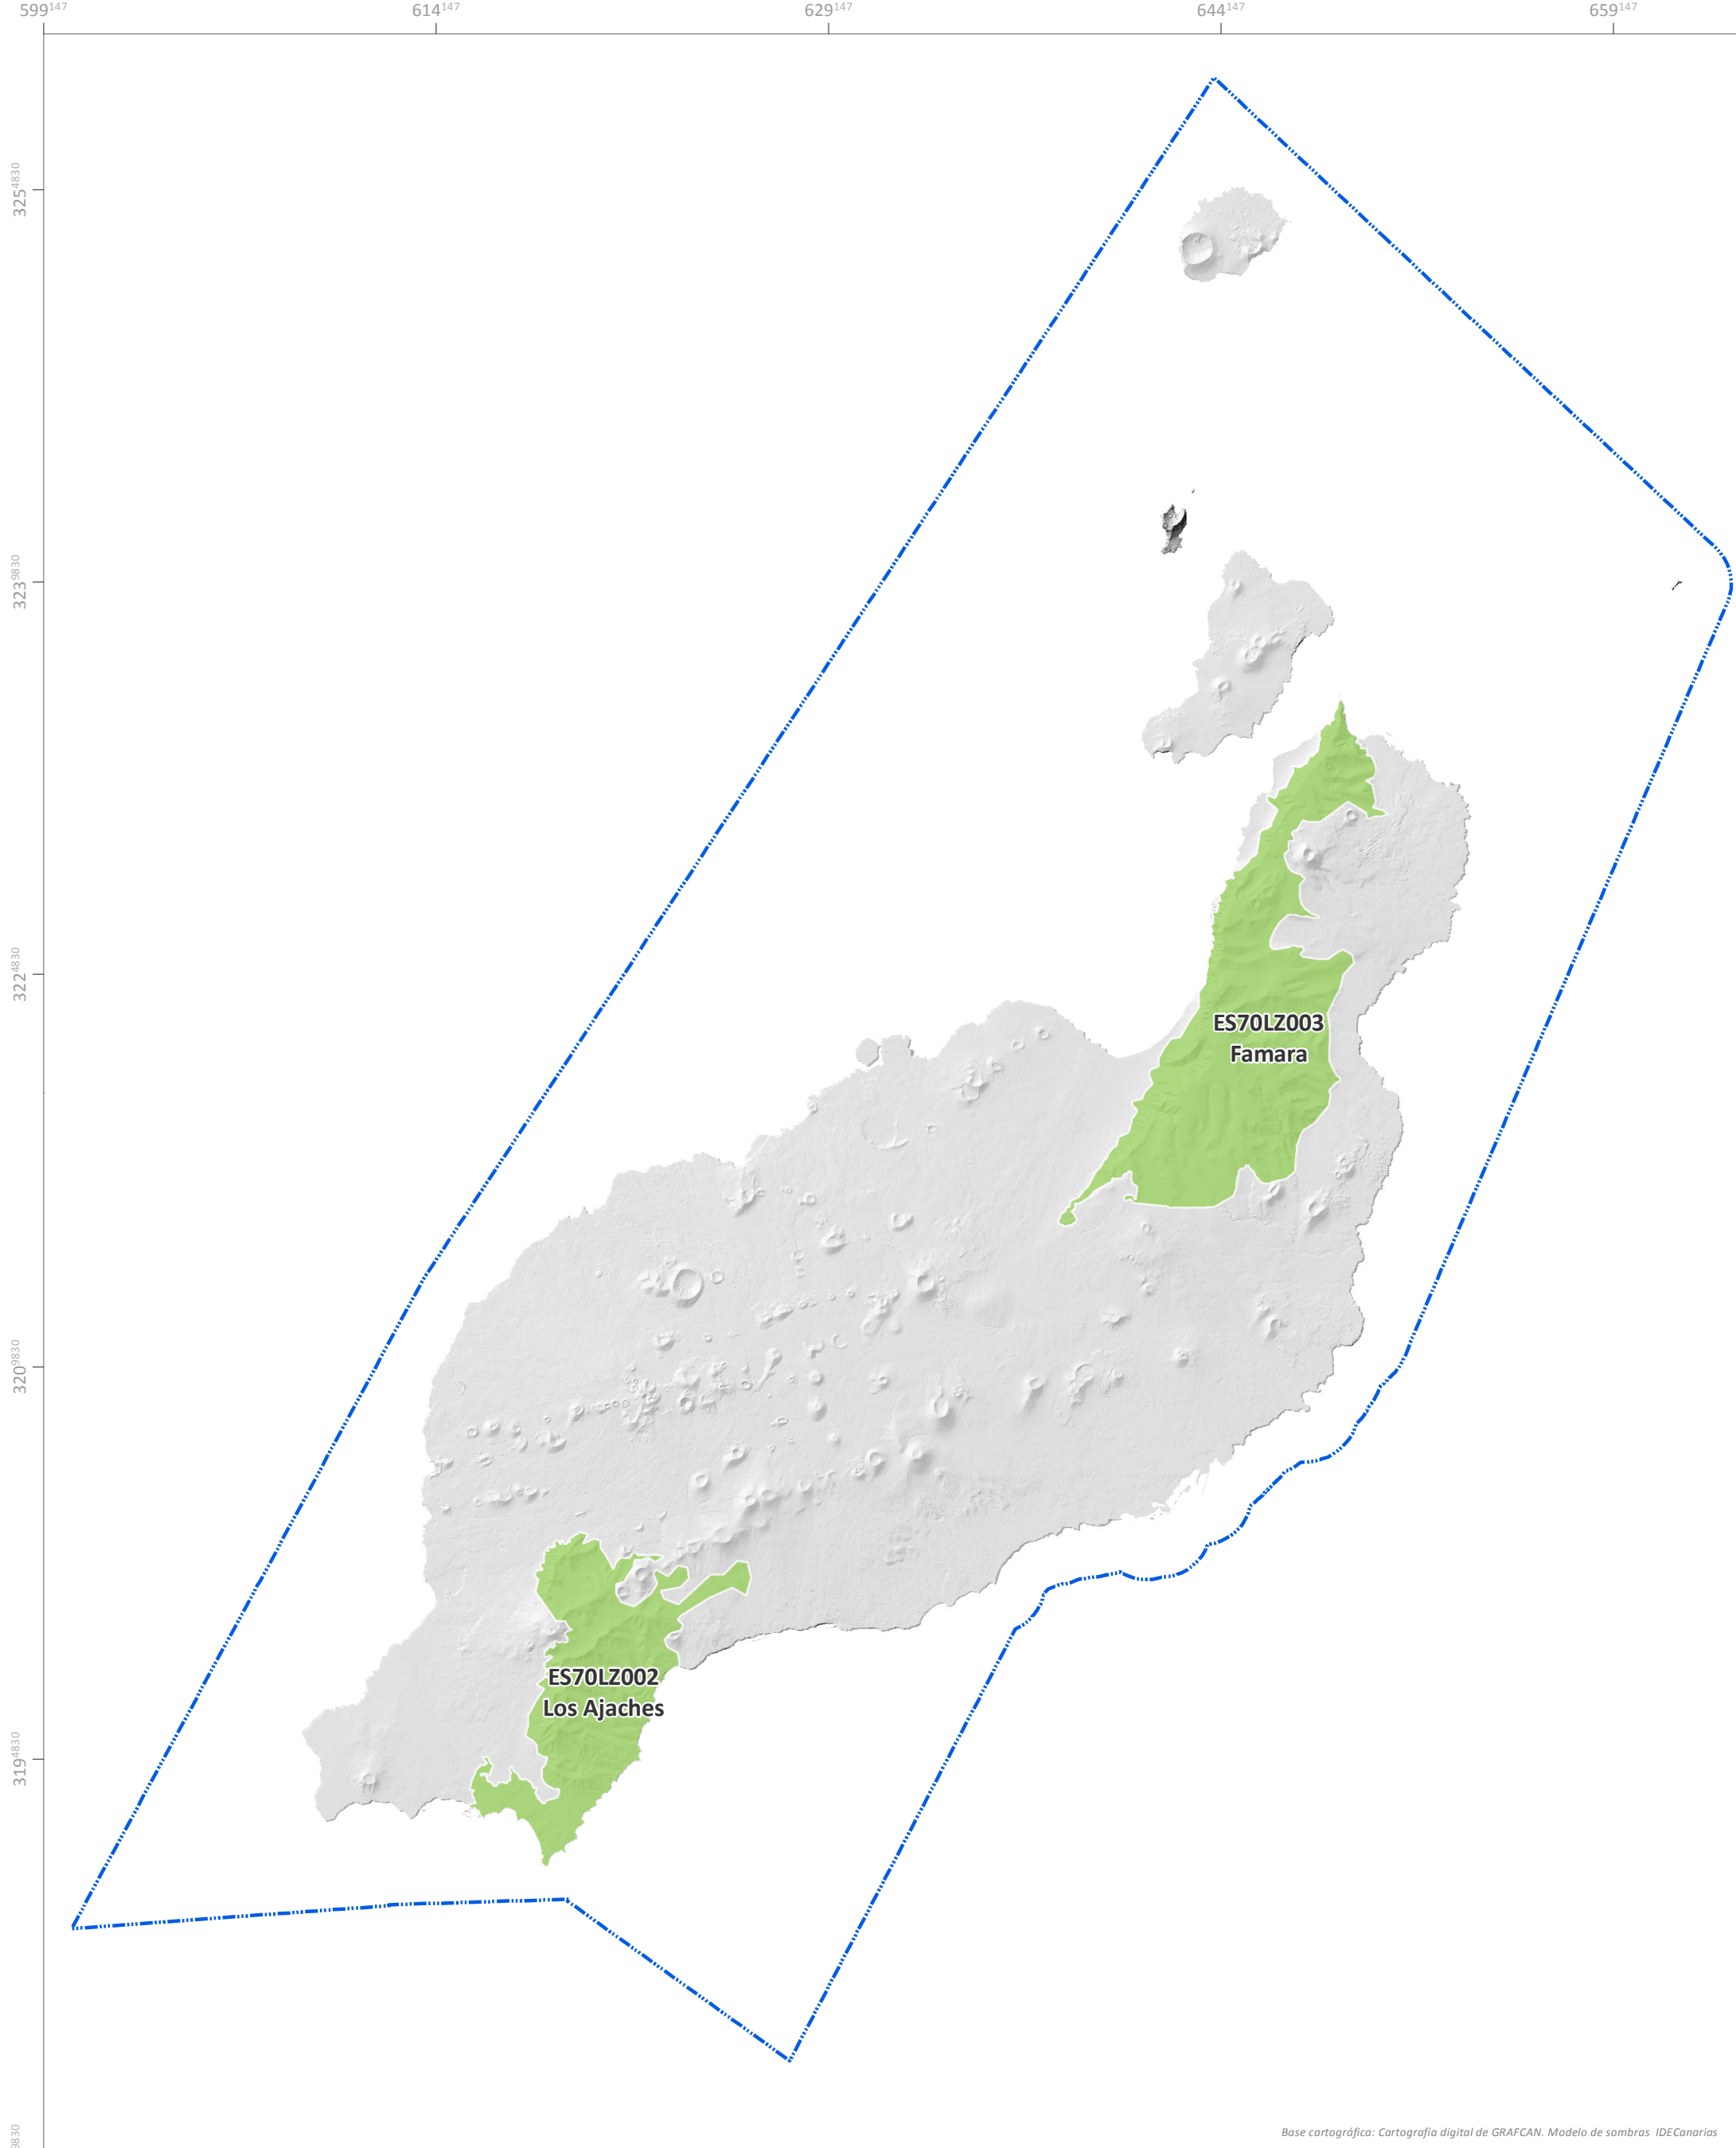 599147 614147 629147 644147 659147
3254830
3239830
3224830
ES70LZ003
Famara
3209830
ES70LZ002
Los Ajaches
3194830
9830
Base cartográfica: Cartografía digital de GRAFCAN. Modelo de sombras IDECanarias